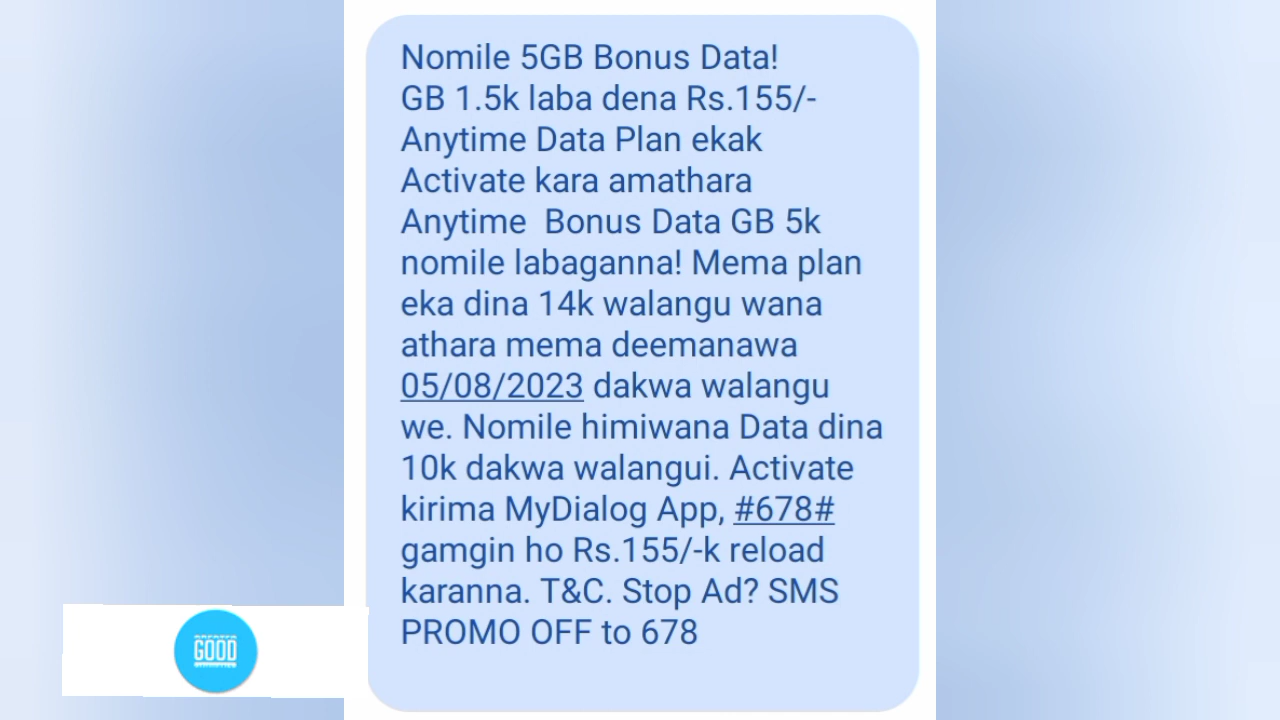 Nomile 5GB Bonus Data!
GB 1.5k laba dena Rs.155/-
Anytime Data Plan ekak
Activate kara amathara
Anytime  Bonus Data GB 5k
nomile labaganna! Mema plan
eka dina 14k walangu wana
athara mema deemanawa
05/08/2023 dakwa walangu
we. Nomile himiwana Data dina
10k dakwa walangui. Activate
kirima MyDialog App, #678#
gamgin ho Rs.155/-k reload
karanna. T&C. Stop Ad? SMS
PROMO OFF to 678
GOOD